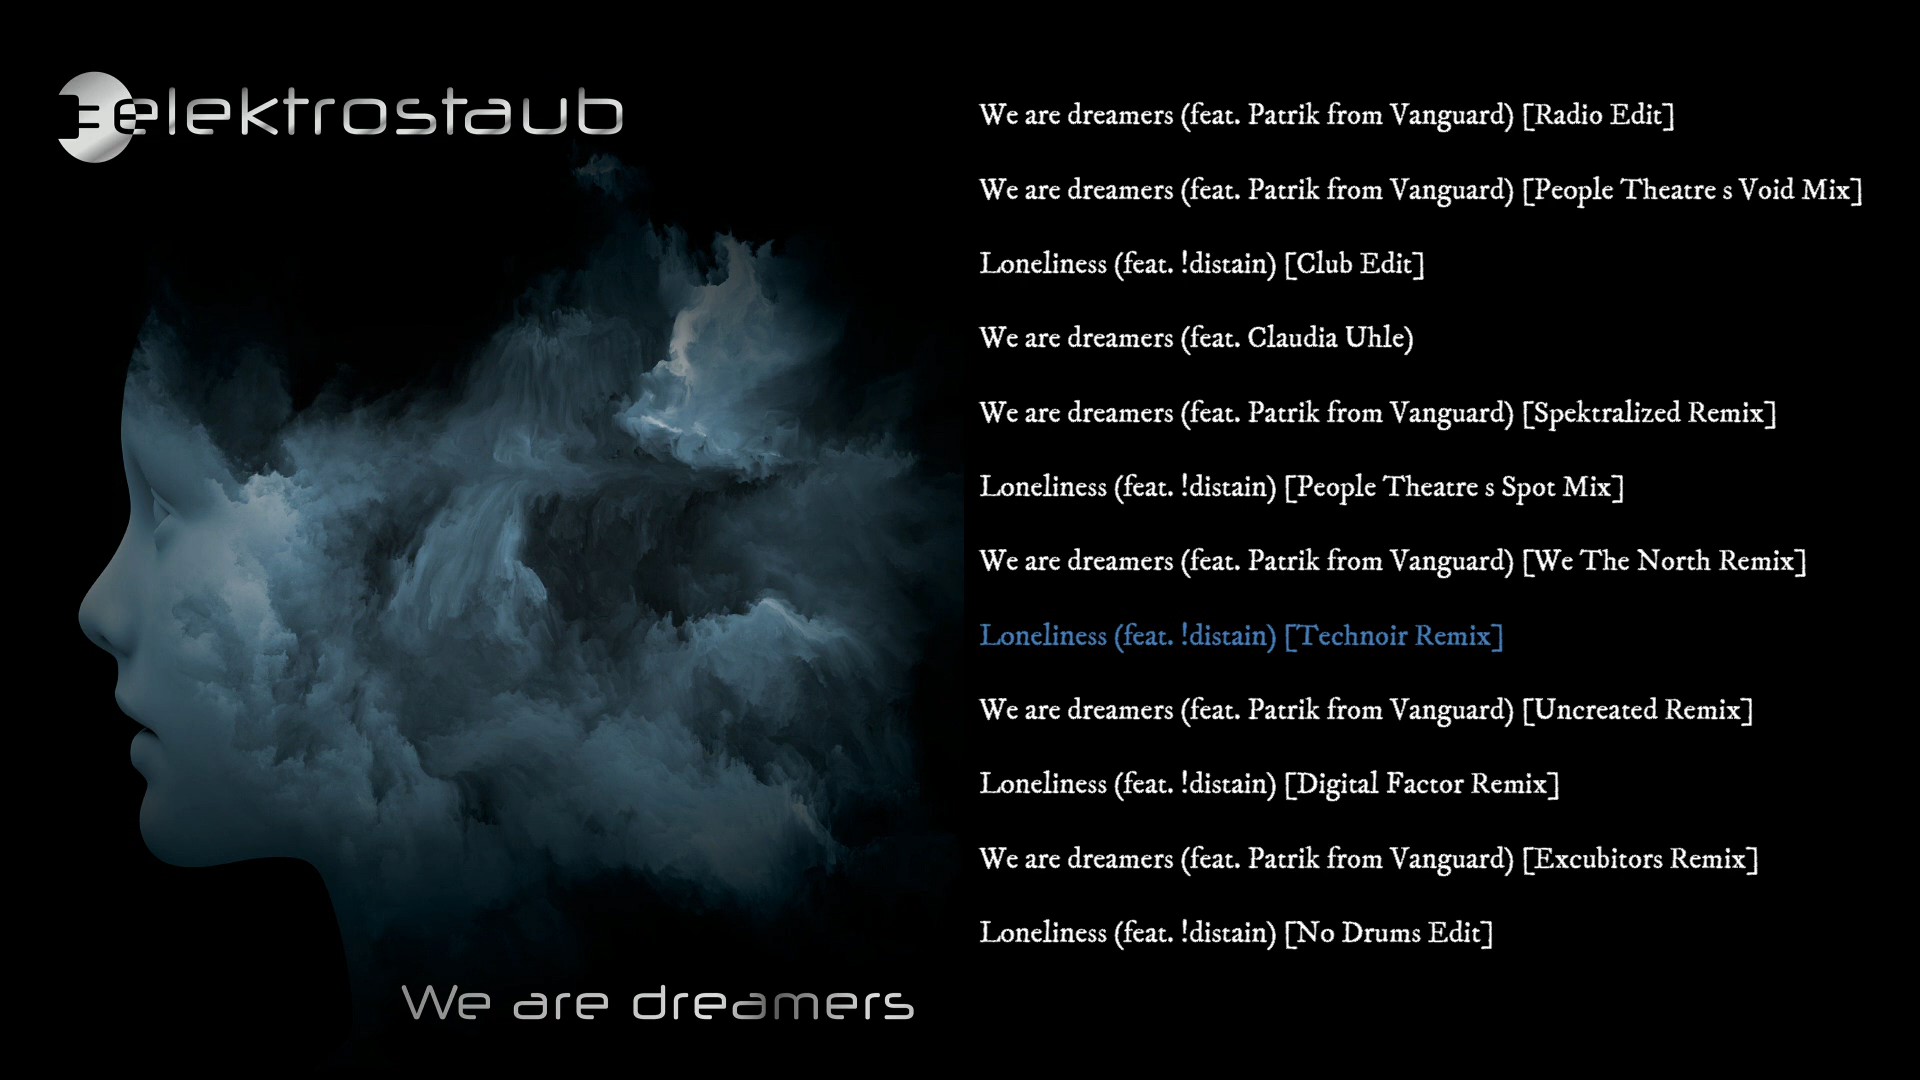 elektrostaub
We are dreamers (feat. Patrik from Vanguard) [Radio Edit]
We are dreamers (feat. Patrik from Vanguard) [People Theatre s Void Mix]
Loneliness (feat. !distain) [Club Edit]
We are dreamers (feat. Claudia Uhle)
We are dreamers (feat. Patrik from Vanguard) [Spektralized Remix]
Loneliness (feat. !distain) [People Theatre s Spot Mix]
We are dreamers (feat. Patrik from Vanguard) [We The North Remix]
Loneliness (feat. !distain) [Technoir Remix]
We are dreamers (feat. Patrik from Vanguard) [Uncreated Remix]
Loneliness (feat. !distain) [Digital Factor Remix]
We are dreamers (feat. Patrik from Vanguard) [Excubitors Remix]
Loneliness (feat. !distain) [No Drums Edit]
We are dreamers